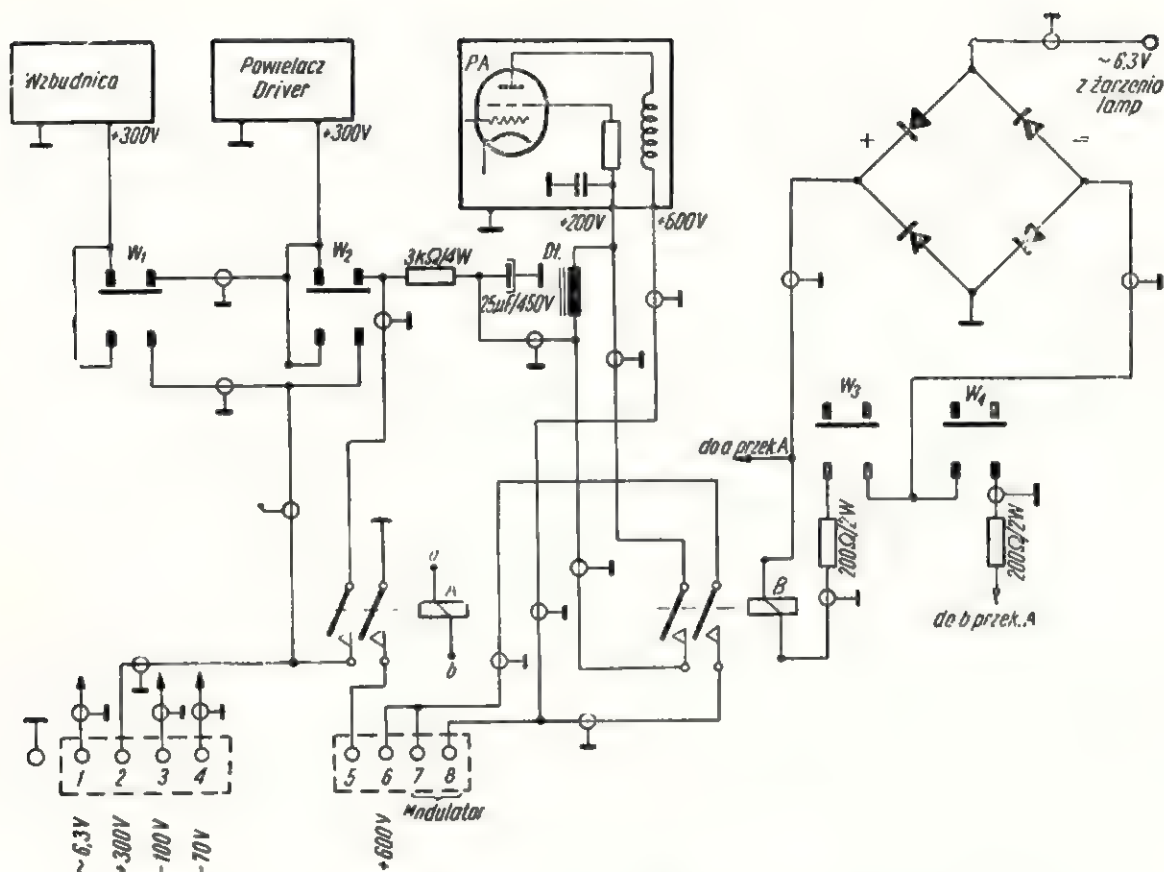 Wzbudnica
+300V
Powielacz
Driver
+300V
PA
+200V
+600V
~6,3V
z żarzenia
lamp
+
W₁
W₂
3kΩ/4W
25μF/450V
Dł.
W₃
W₄
do a przek. A
200Ω/2W
200Ω/2W
do b przek. A
a
A
b
B
1
2
3
4
5
6
7
8
Modulator
~6,3V
+300V
-100V
-70V
+600V